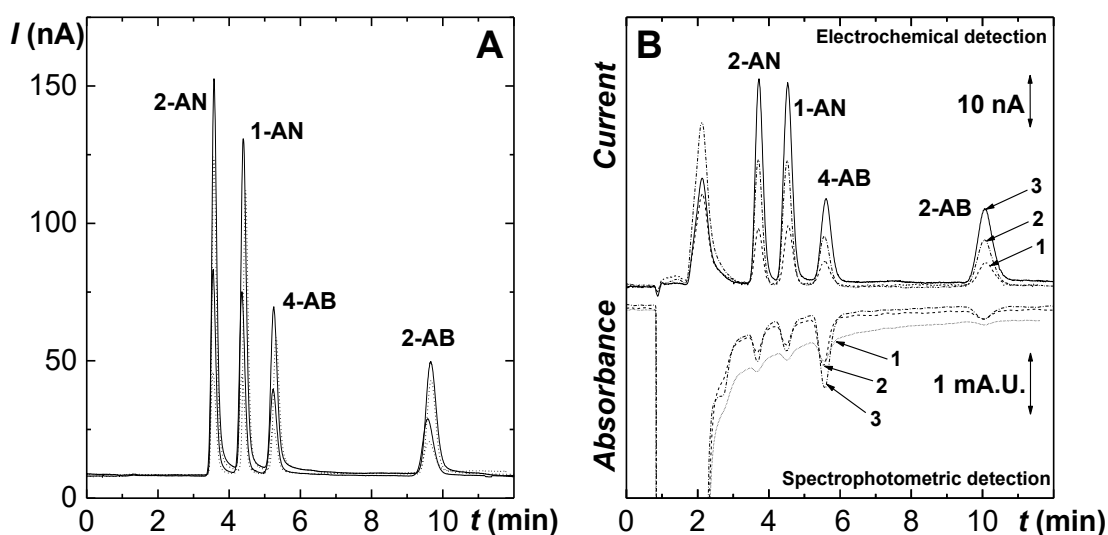 I (nA)
A
150
100
50
0
2-AN
1-AN
4-AB
2-AB
0 2 4 6 8 10
t (min)
B
Electrochemical detection
Current
2-AN
1-AN
4-AB
2-AB
10 nA
3
2
1
Absorbance
1
2
3
1 mA.U.
Spectrophotometric detection
0 2 4 6 8 10
t (min)